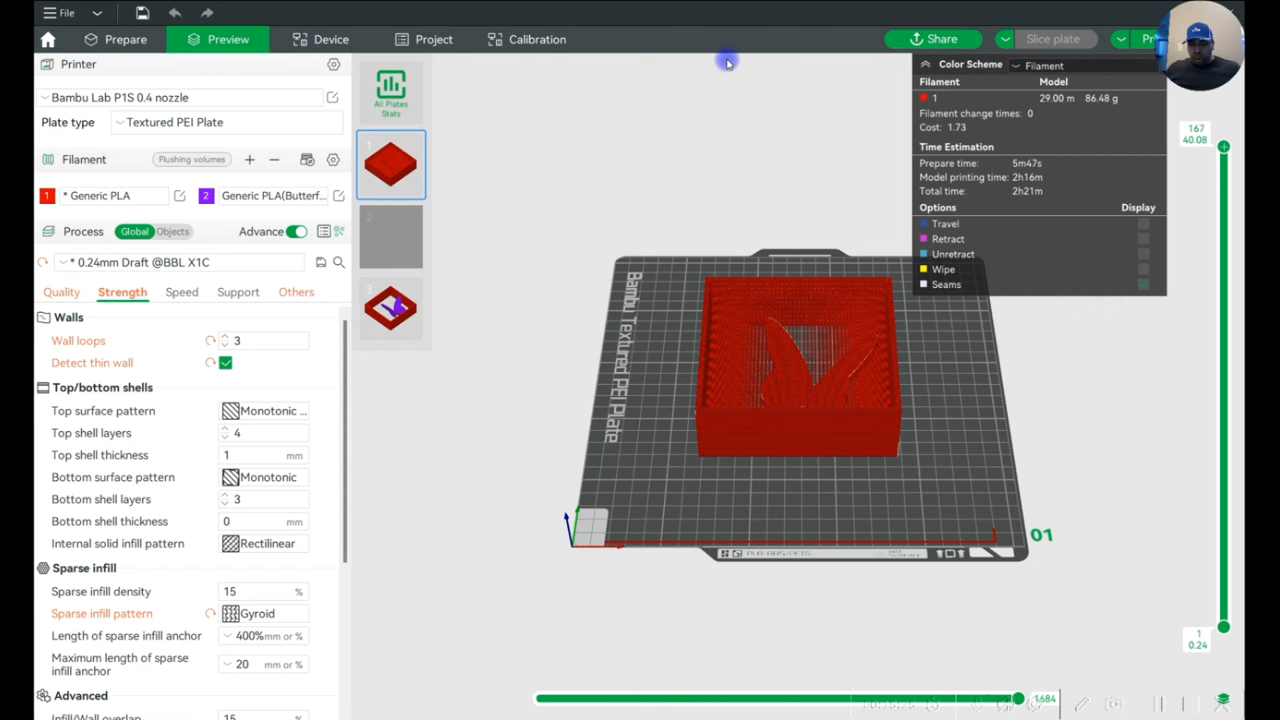 File
Prepare
Preview
Device
Project
Calibration
Share
Slice plate
Printer
Bambu Lab P1S 0.4 nozzle
Plate type
Textured PEI Plate
Filament
Flushing volumes
1
* Generic PLA
2
Generic PLA(Butterf...
Process
Global
Objects
Advance
* 0.24mm Draft @BBL X1C
Quality
Strength
Speed
Support
Others
Walls
Wall loops
3
Detect thin wall
Top/bottom shells
Top surface pattern
Monotonic ...
Top shell layers
4
Top shell thickness
1
mm
Bottom surface pattern
Monotonic
Bottom shell layers
3
Bottom shell thickness
0
mm
Internal solid infill pattern
Rectilinear
Sparse infill
Sparse infill density
15
%
Sparse infill pattern
Gyroid
Length of sparse infill anchor
400%
mm or %
Maximum length of sparse
infill anchor
20
mm or %
Advanced
Infill/Wall overlap
15
%
All Plates
Stats
1
2
3
Bambu Textured PEI Plate
01
Color Scheme
Filament
Filament
Model
1
29.00 m
86.48 g
Filament change times: 0
Cost: 1.73
Time Estimation
Prepare time:
5m47s
Model printing time:
2h16m
Total time:
2h21m
Options
Display
Travel
Retract
Unretract
Wipe
Seams
167
40.08
1
0.24
1684